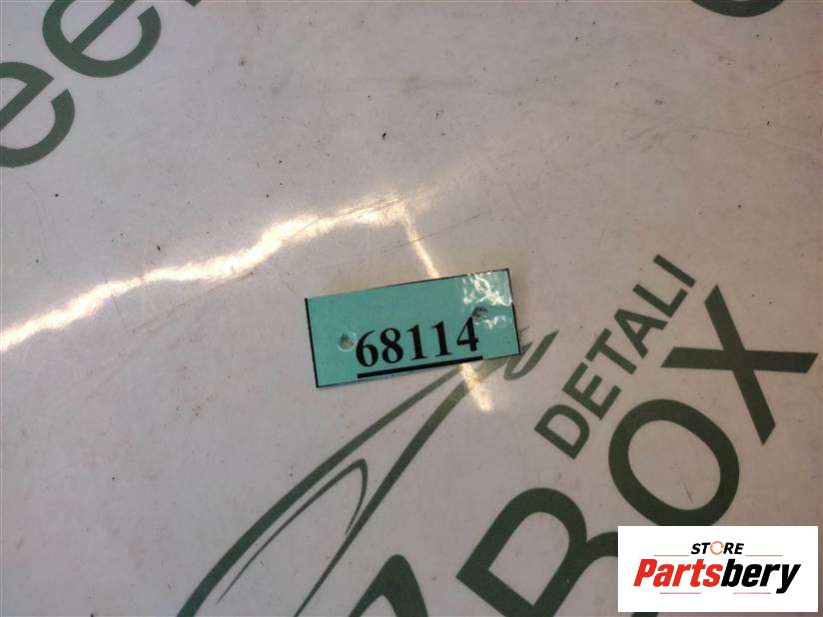 68114
DETALI
BOX
STORE
Partsbery